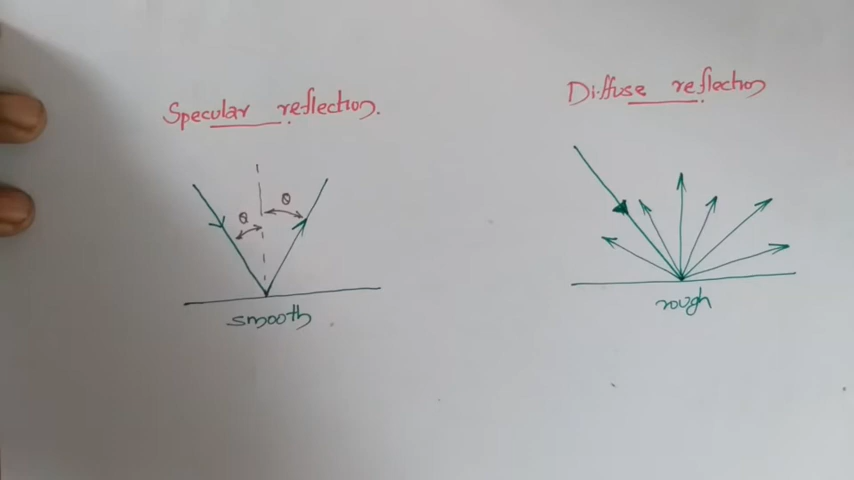 Specular reflection.
Diffuse reflection
θ
θ
smooth
rough